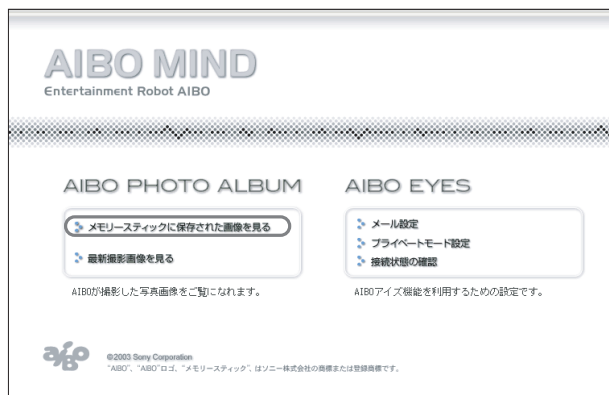 AIBO MIND
Entertainment Robot AIBO
AIBO PHOTO ALBUM
メモリースティックに保存された画像を見る
最新撮影画像を見る
AIBOが撮影した写真画像をご覧になれます。
AIBO EYES
メール設定
プライベートモード設定
接続状態の確認
AIBOアイズ機能を利用するための設定です。
aibo
©2003 Sony Corporation
"AIBO"、"AIBO"ロゴ、"メモリースティック", はソニー株式会社の商標または登録商標です。